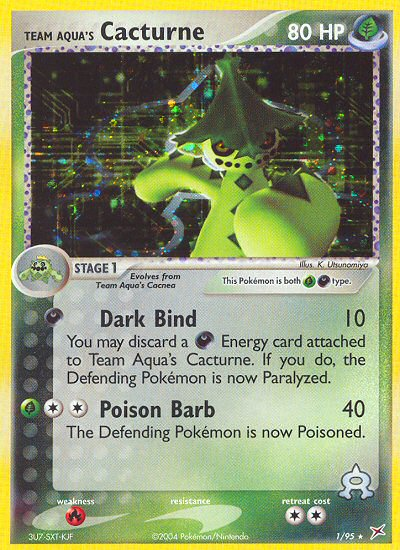 TEAM AQUA'S Cacturne 80 HP
Illus. K. Utsunomiya
STAGE 1
Evolves from
Team Aqua's Cacnea
This Pokémon is both type.
Dark Bind 10
You may discard a Energy card attached
to Team Aqua's Cacturne. If you do, the
Defending Pokémon is now Paralyzed.
Poison Barb 40
The Defending Pokémon is now Poisoned.
weakness resistance retreat cost
3U7-SXT-KJF
©2004 Pokémon/Nintendo
1/95 ★